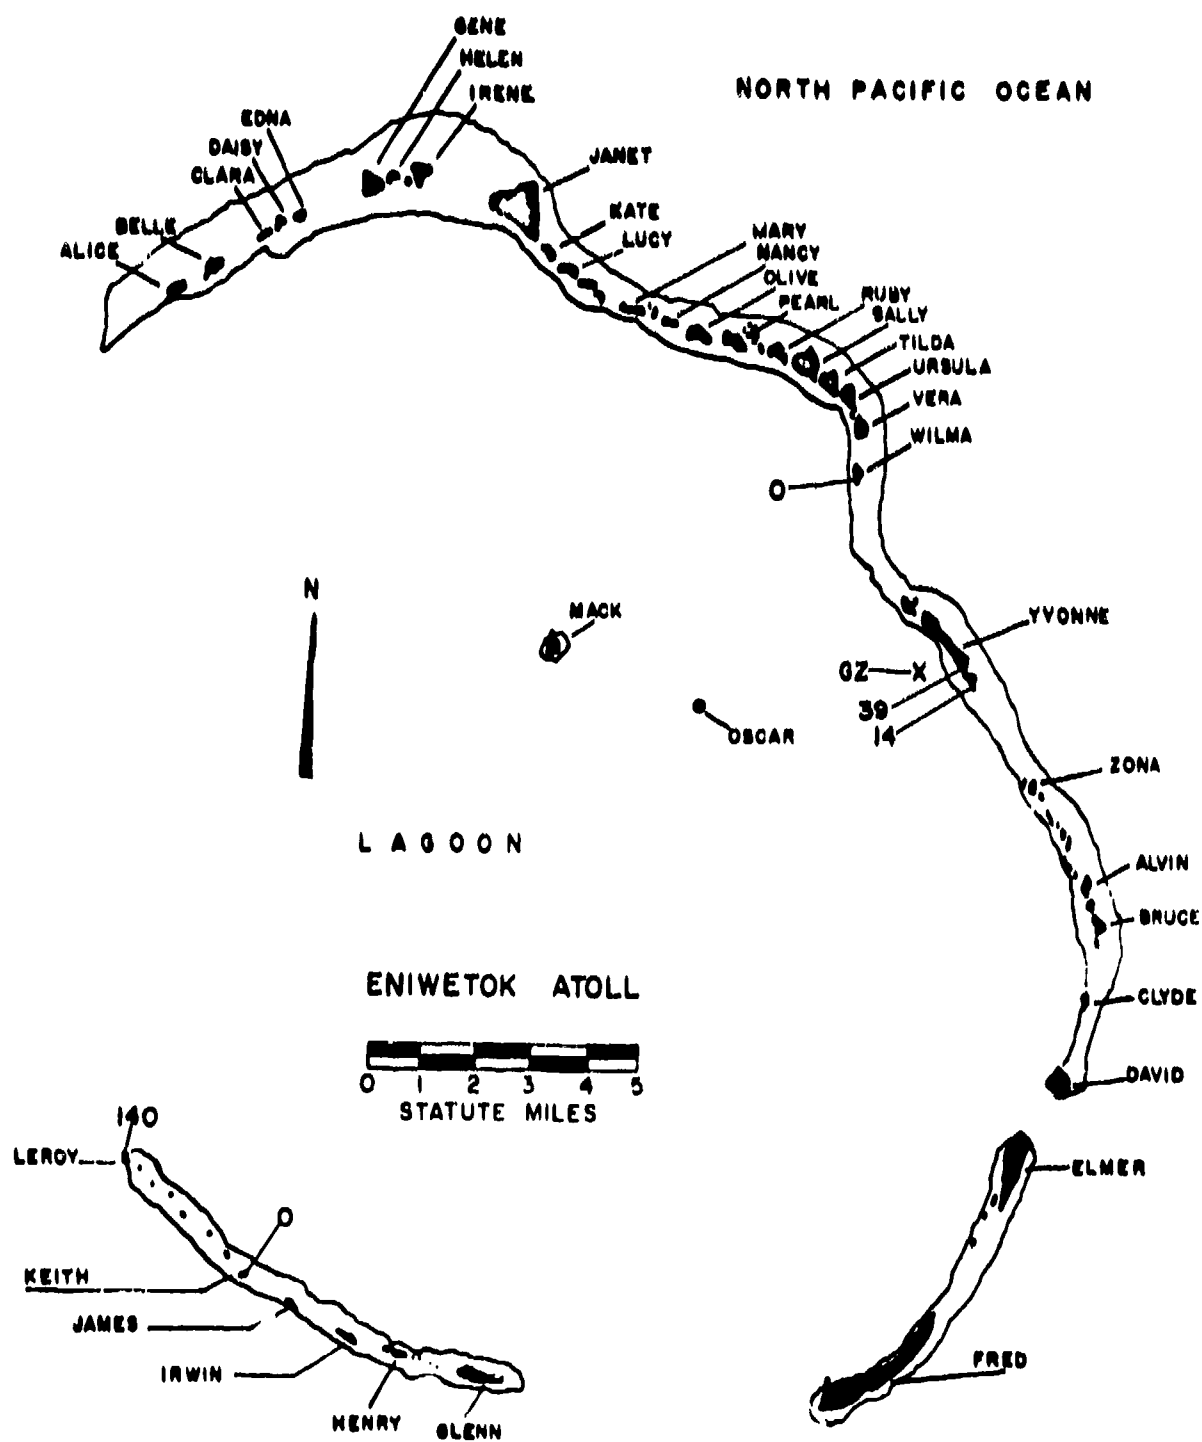 GENE
HELEN
IRENE
NORTH PACIFIC OCEAN
EDNA
DAISY
CLARA
JANET
BELLE
ALICE
KATE
LUCY
MARY
NANCY
OLIVE
PEARL
RUBY
SALLY
TILDA
URSULA
VERA
WILMA
0
N
MACK
YVONNE
GZ X
39
14
OSCAR
ZONA
LAGOON
ALVIN
BRUCE
ENIWETOK ATOLL
CLYDE
0 1 2 3 4 5
STATUTE MILES
DAVID
140
LEROY
ELMER
0
KEITH
JAMES
IRWIN
FRED
HENRY
GLENN